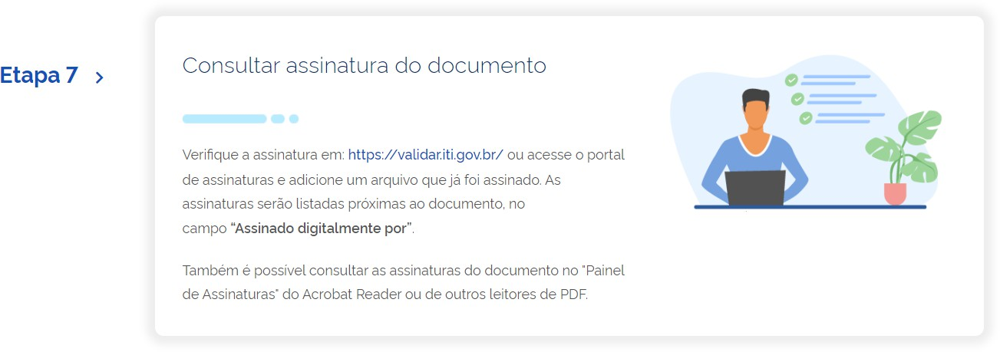 Etapa 7
Consultar assinatura do documento
Verifique a assinatura em: https://validar.iti.gov.br/ ou acesse o portal
de assinaturas e adicione um arquivo que já foi assinado. As
assinaturas serão listadas próximas ao documento, no
campo “Assinado digitalmente por”.
Também é possível consultar as assinaturas do documento no "Painel
de Assinaturas" do Acrobat Reader ou de outros leitores de PDF.